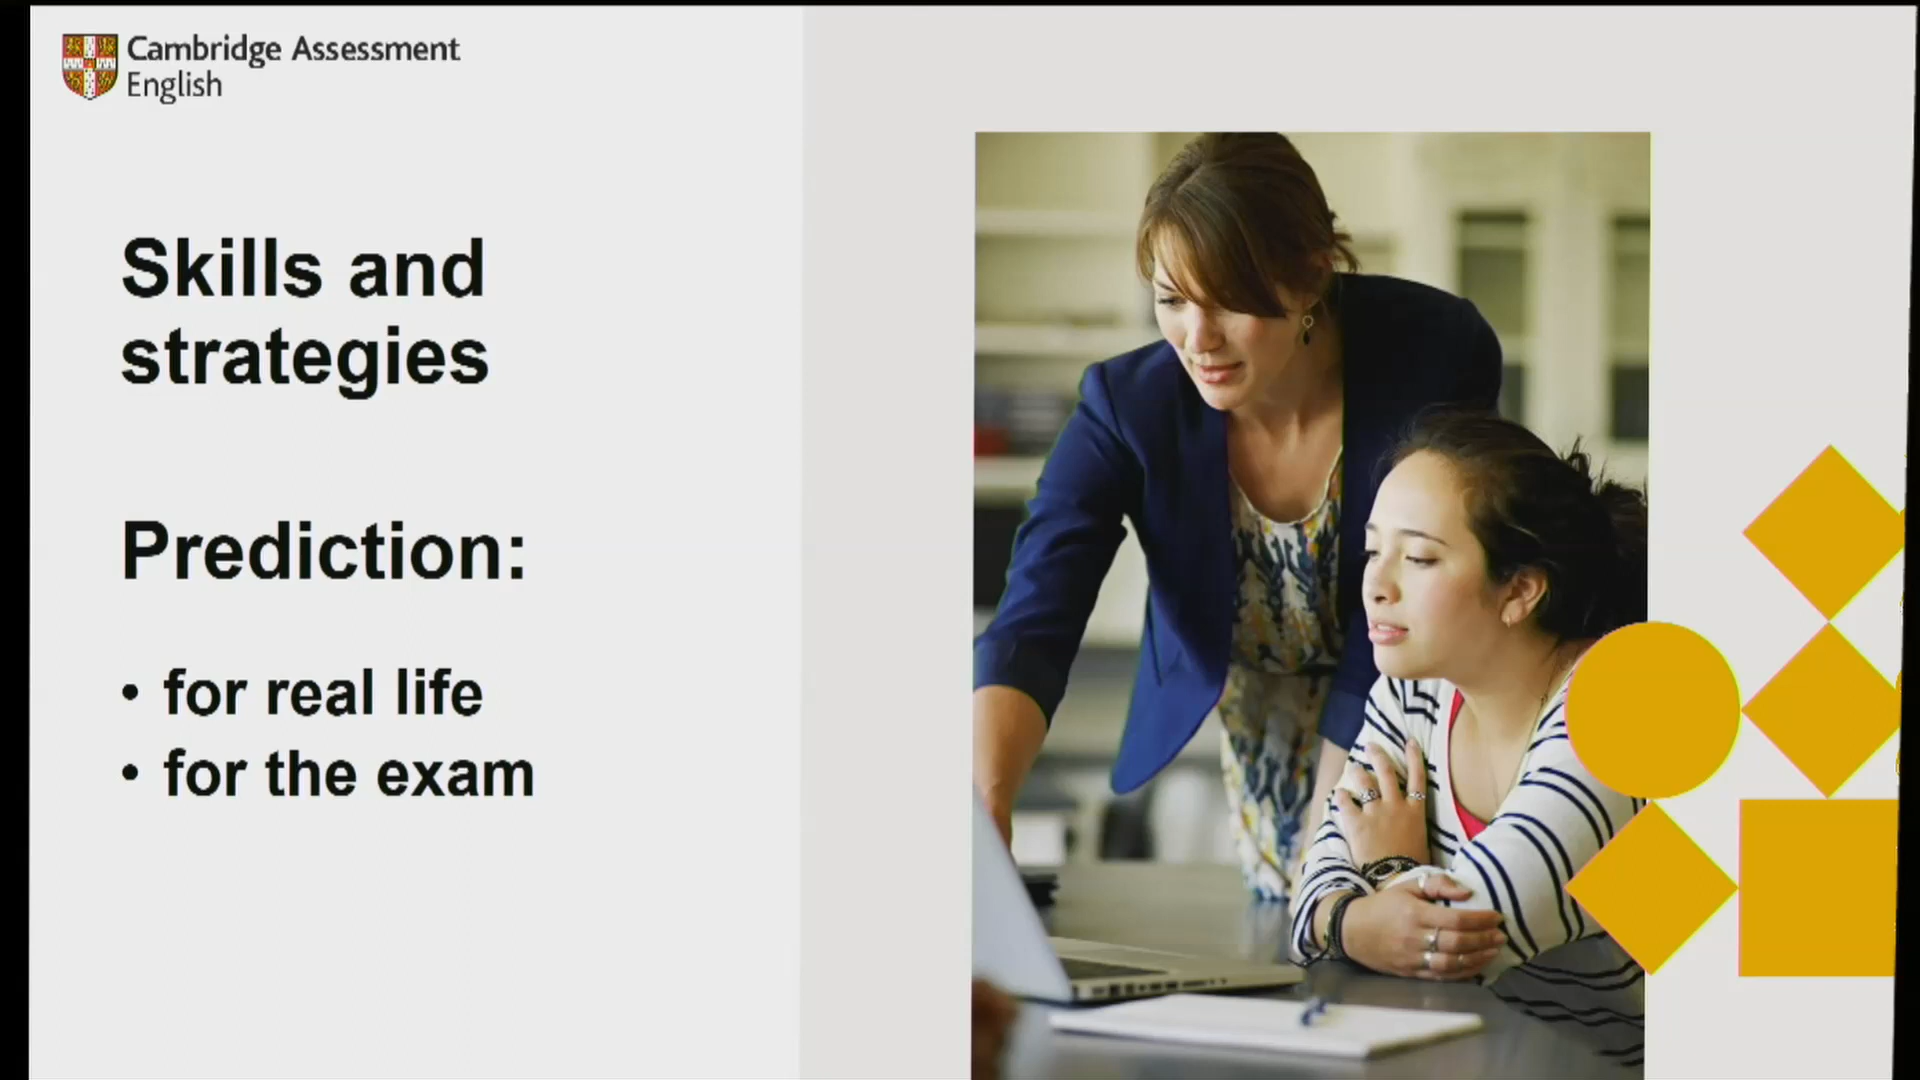 Cambridge Assessment
English
Skills and
strategies
Prediction:
• for real life
• for the exam